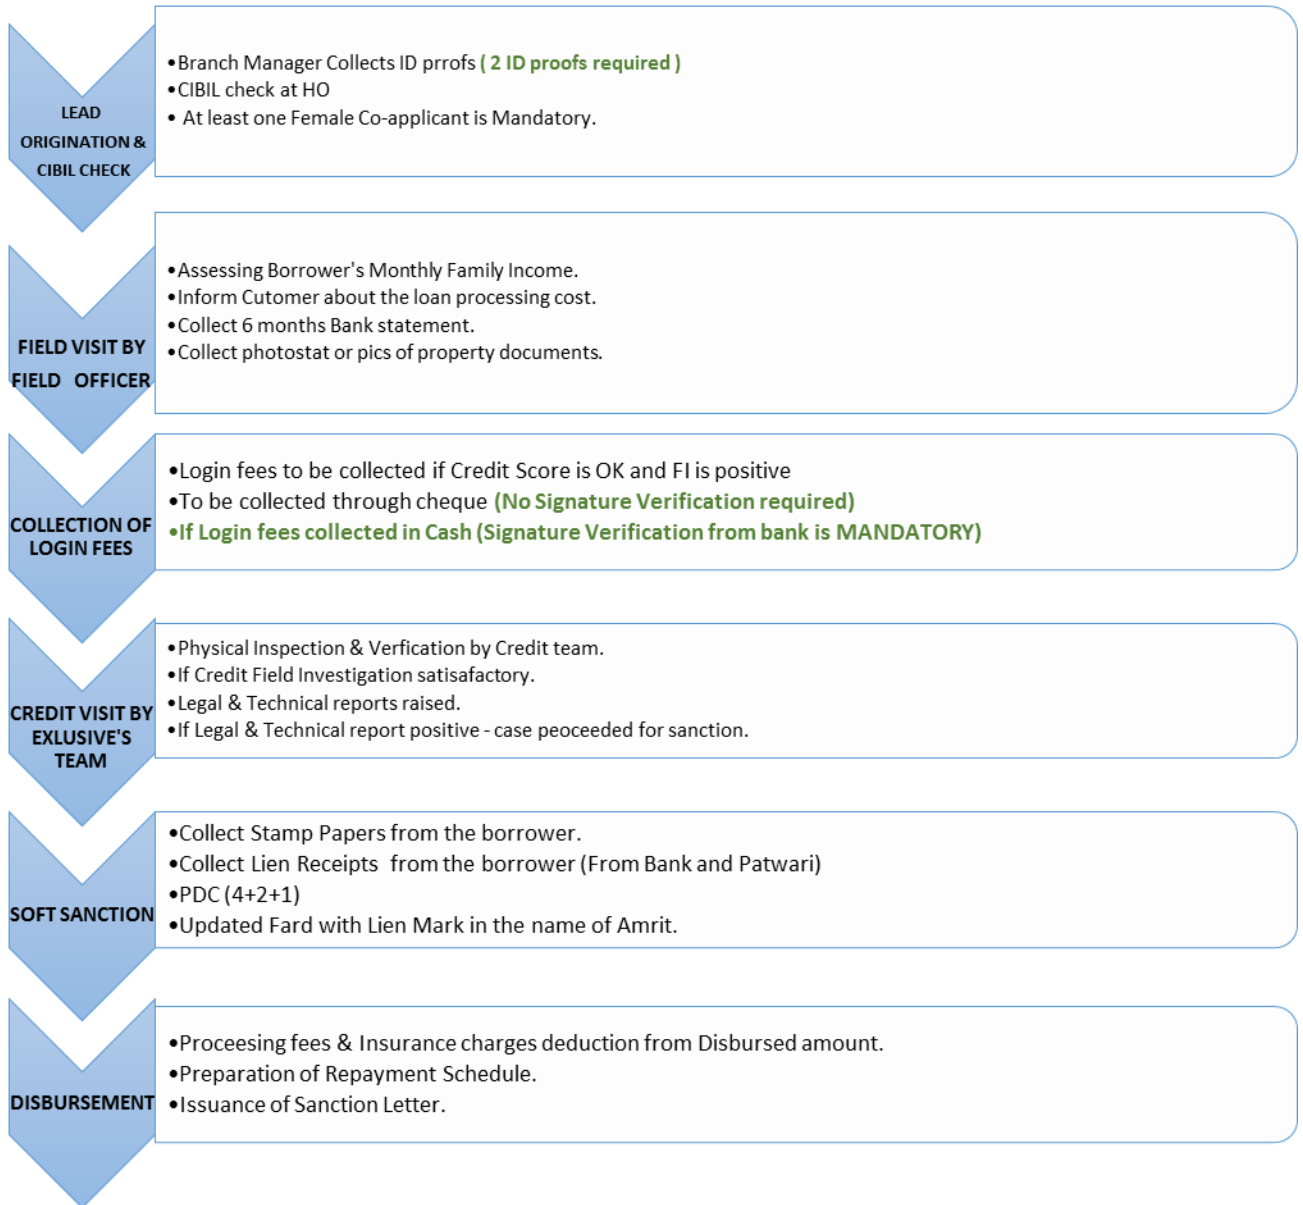 LEAD
ORIGINATION &
CIBIL CHECK
•Branch Manager Collects ID prrofs ( 2 ID proofs required )
•CIBIL check at HO
• At least one Female Co-applicant is Mandatory.
FIELD VISIT BY
FIELD OFFICER
•Assessing Borrower's Monthly Family Income.
•Inform Cutomer about the loan processing cost.
•Collect 6 months Bank statement.
•Collect photostat or pics of property documents.
COLLECTION OF
LOGIN FEES
•Login fees to be collected if Credit Score is OK and FI is positive
•To be collected through cheque (No Signature Verification required)
•If Login fees collected in Cash (Signature Verification from bank is MANDATORY)
CREDIT VISIT BY
EXLUSIVE'S
TEAM
•Physical Inspection & Verfication by Credit team.
•If Credit Field Investigation satisafactory.
•Legal & Technical reports raised.
•If Legal & Technical report positive - case peoceeded for sanction.
SOFT SANCTION
•Collect Stamp Papers from the borrower.
•Collect Lien Receipts from the borrower (From Bank and Patwari)
•PDC (4+2+1)
•Updated Fard with Lien Mark in the name of Amrit.
DISBURSEMENT
•Proceesing fees & Insurance charges deduction from Disbursed amount.
•Preparation of Repayment Schedule.
•Issuance of Sanction Letter.